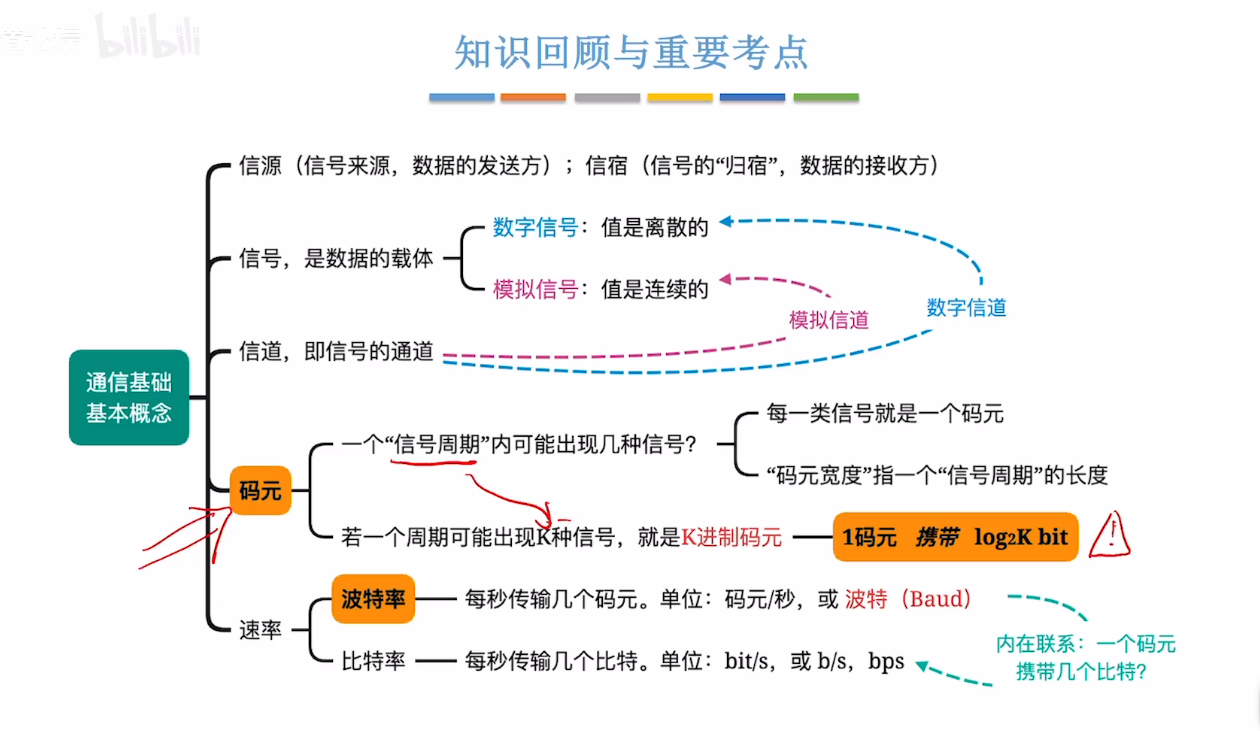 bilibili
知识回顾与重要考点
信源（信号来源，数据的发送方）；信宿（信号的“归宿”，数据的接收方）
信号，是数据的载体
数字信号：值是离散的
模拟信号：值是连续的
模拟信道
数字信道
信道，即信号的通道
通信基础
基本概念
码元
一个“信号周期”内可能出现几种信号？
每一类信号就是一个码元
“码元宽度”指一个“信号周期”的长度
若一个周期可能出现K种信号，就是K进制码元
1码元 携带 log₂K bit
速率
波特率
每秒传输几个码元。单位：码元/秒，或 波特（Baud）
比特率
每秒传输几个比特。单位：bit/s，或 b/s，bps
内在联系：一个码元
携带几个比特？